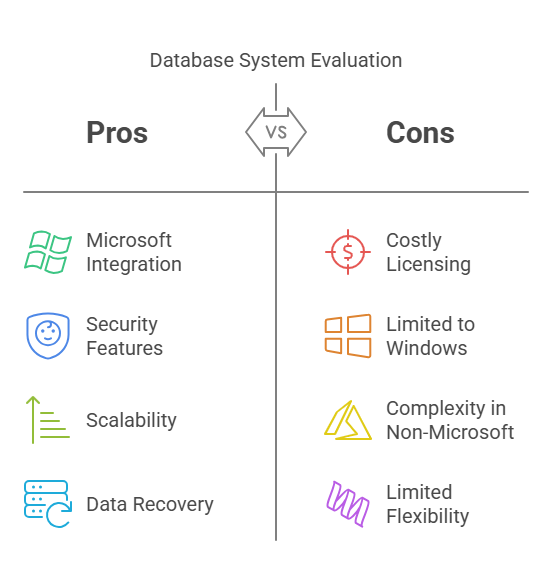 Database System Evaluation
Pros
VS
Cons
Microsoft
Integration
Costly
Licensing
Security
Features
Limited to
Windows
Scalability
Complexity in
Non-Microsoft
Data Recovery
Limited
Flexibility